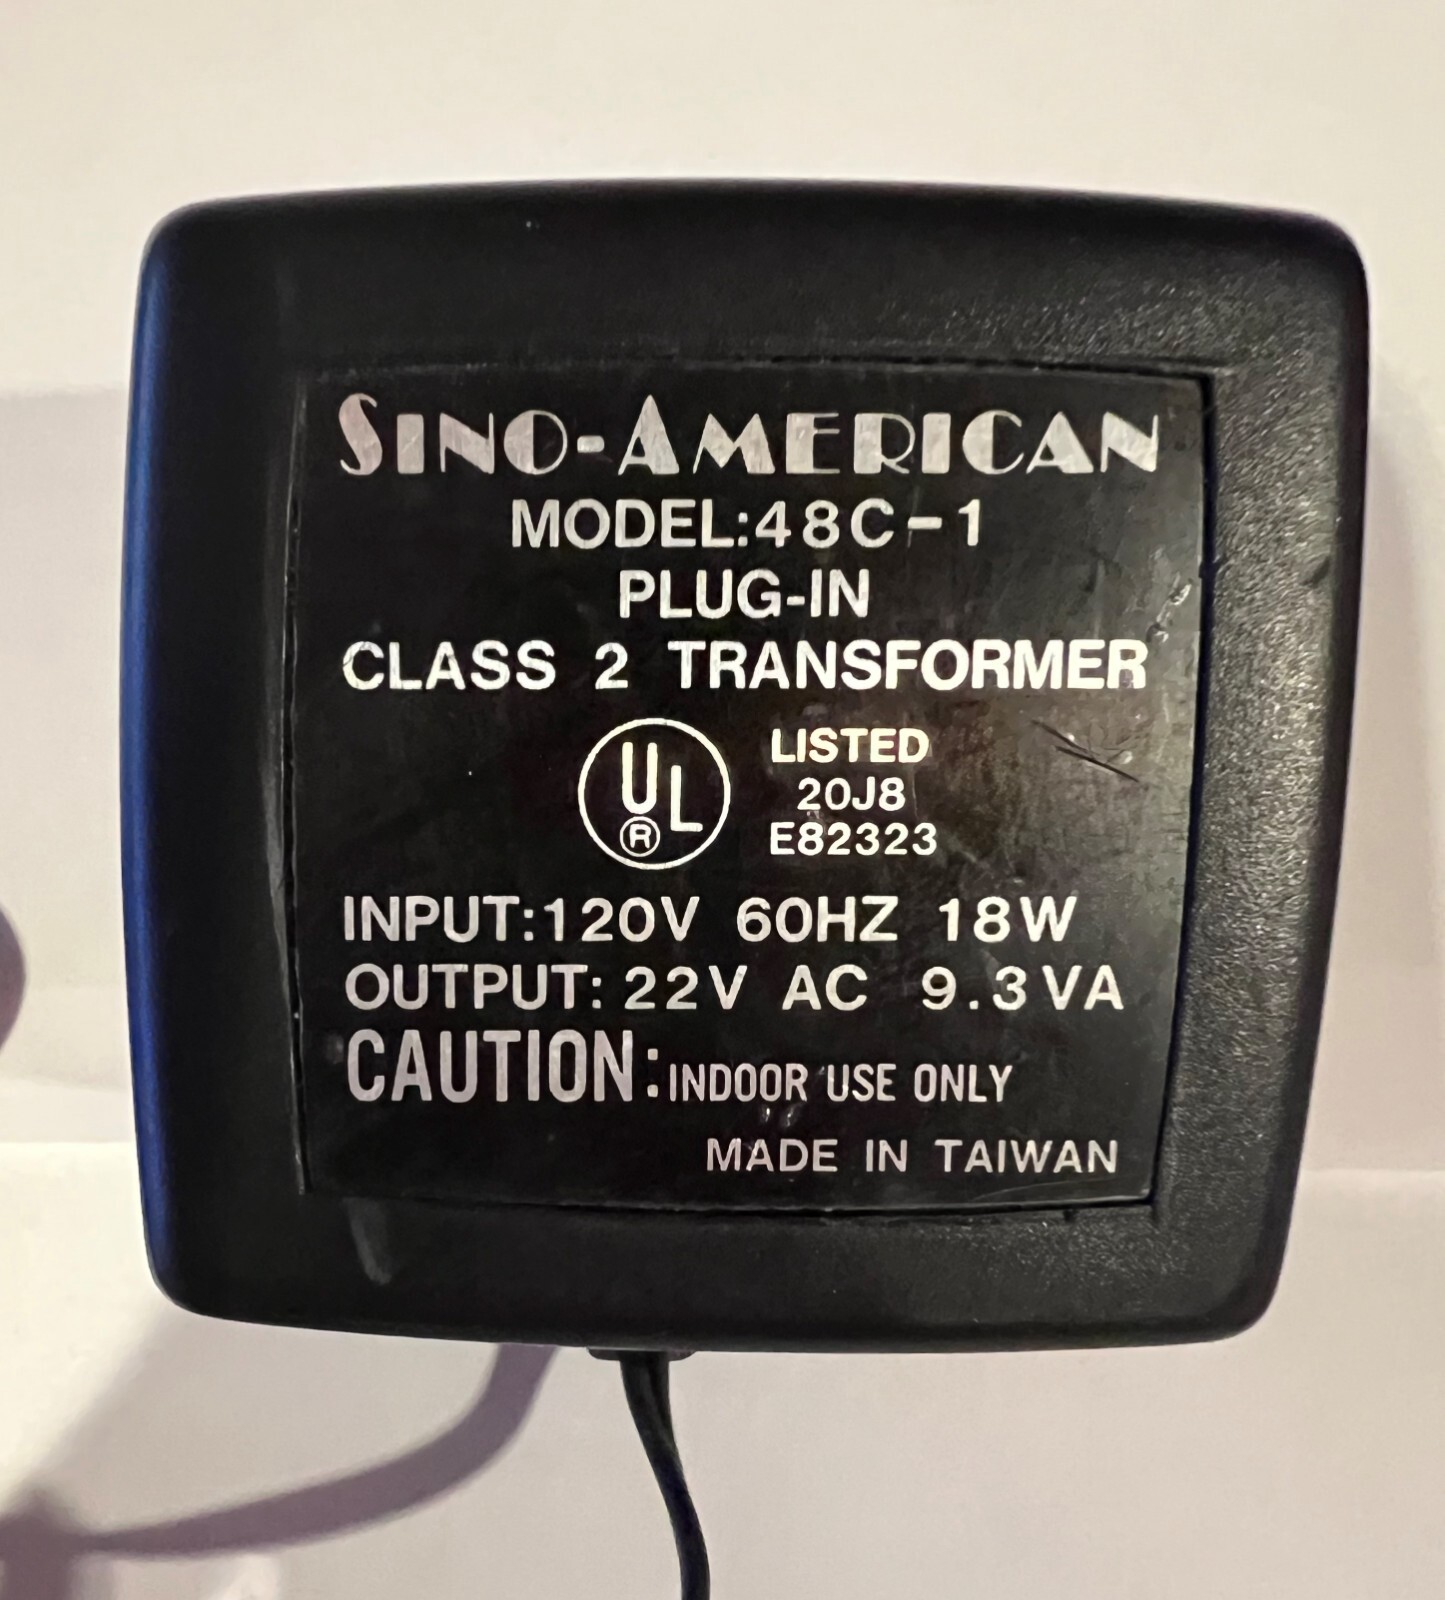 SINO-AMERICAN
MODEL:48C-1
PLUG-IN
CLASS 2 TRANSFORMER
UL LISTED
® 20J8
E82323
INPUT:120V 60HZ 18W
OUTPUT: 22V AC 9.3VA
CAUTION: INDOOR USE ONLY
MADE IN TAIWAN